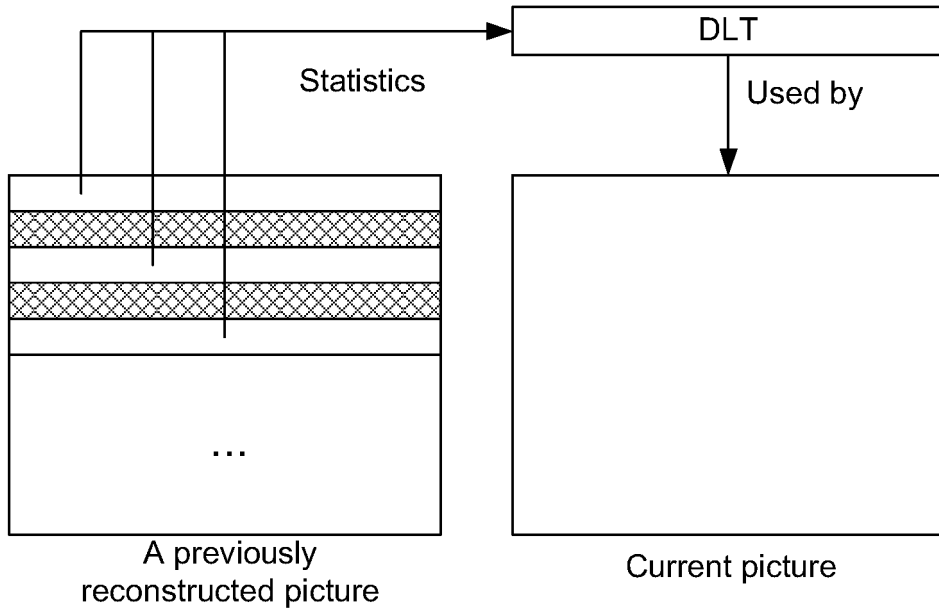 DLT
Statistics
Used by
...
A previously
reconstructed picture
Current picture